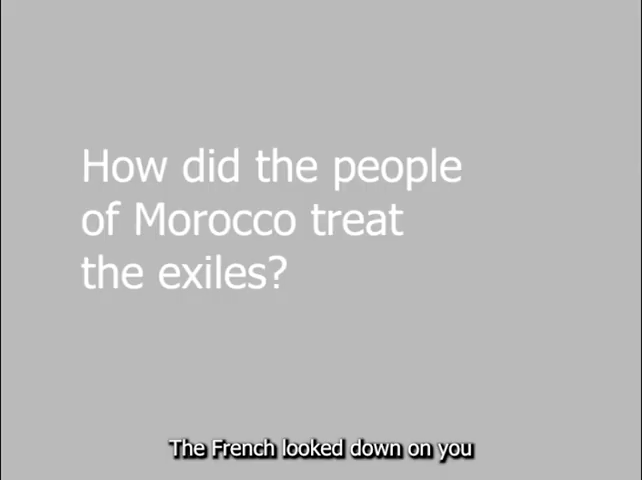 How did the people
of Morocco treat
the exiles?
The French looked down on you